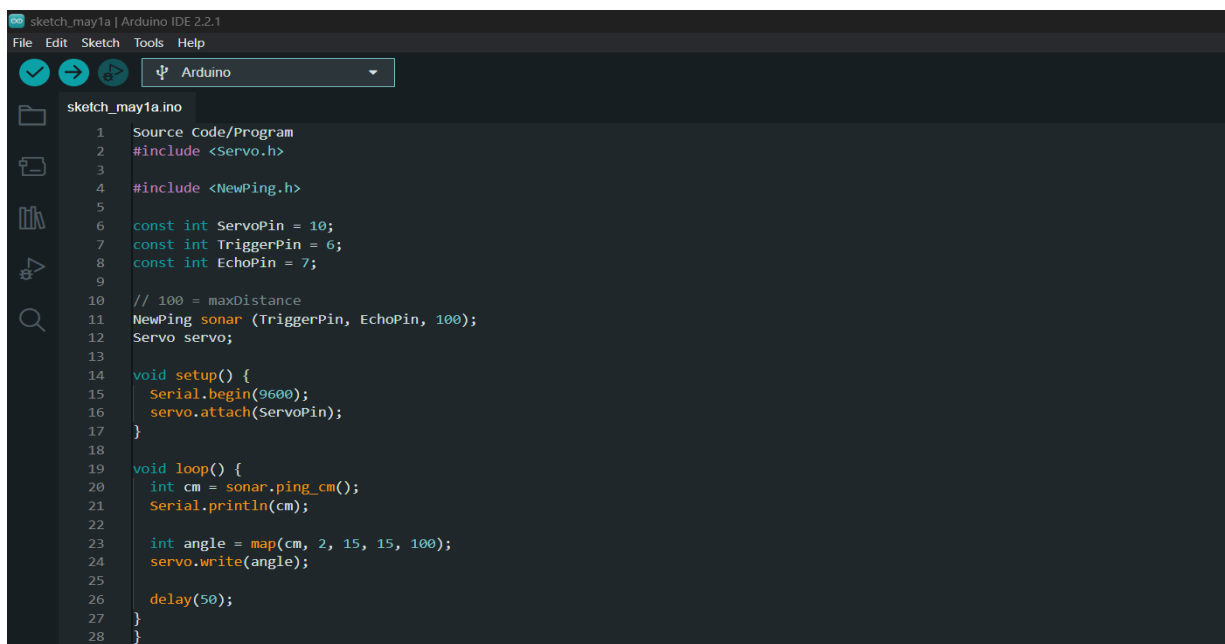 sketch_may1a | Arduino IDE 2.2.1
File Edit Sketch Tools Help
Arduino
sketch_may1a.ino
1 Source Code/Program
2 #include <Servo.h>
3
4 #include <NewPing.h>
5
6 const int ServoPin = 10;
7 const int TriggerPin = 6;
8 const int EchoPin = 7;
9
10 // 100 = maxDistance
11 NewPing sonar (TriggerPin, EchoPin, 100);
12 Servo servo;
13
14 void setup() {
15   Serial.begin(9600);
16   servo.attach(ServoPin);
17 }
18
19 void loop() {
20   int cm = sonar.ping_cm();
21   Serial.println(cm);
22
23   int angle = map(cm, 2, 15, 15, 100);
24   servo.write(angle);
25
26   delay(50);
27 }
28 }